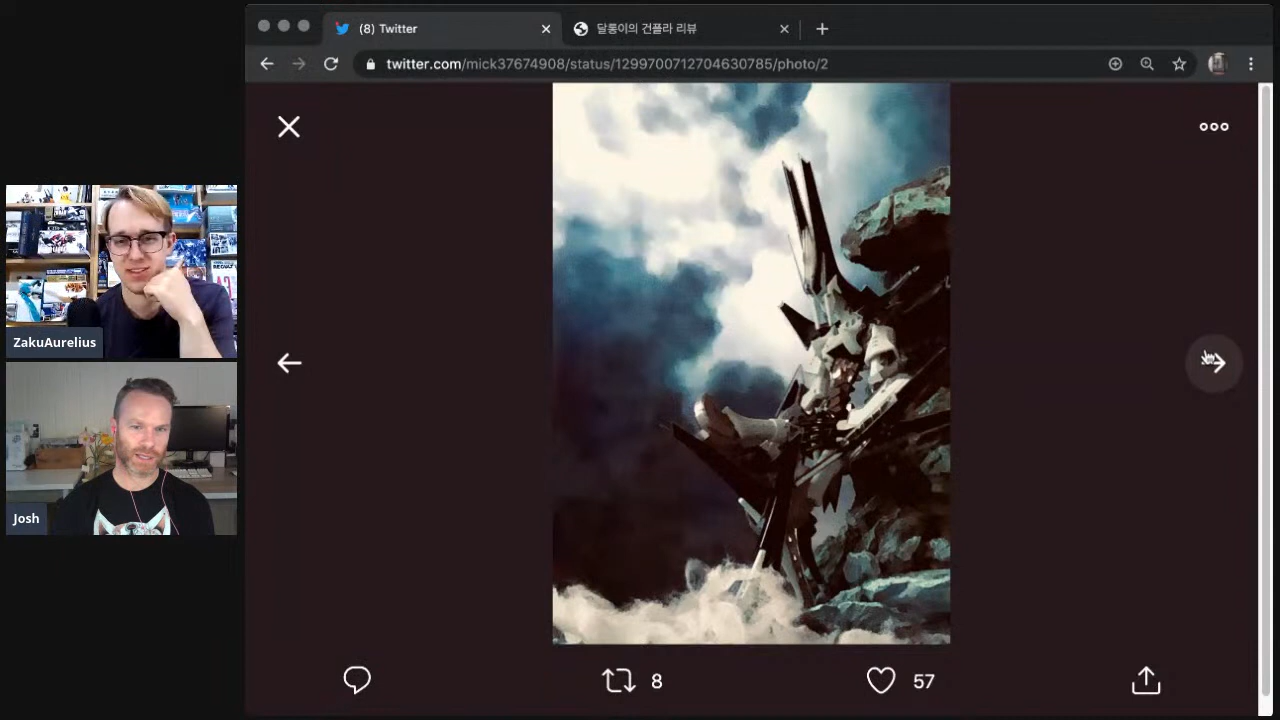 (8) Twitter
달롱이의 건플라 리뷰
twitter.com/mick37674908/status/1299700712704630785/photo/2
ZakuAurelius
Josh
8
57